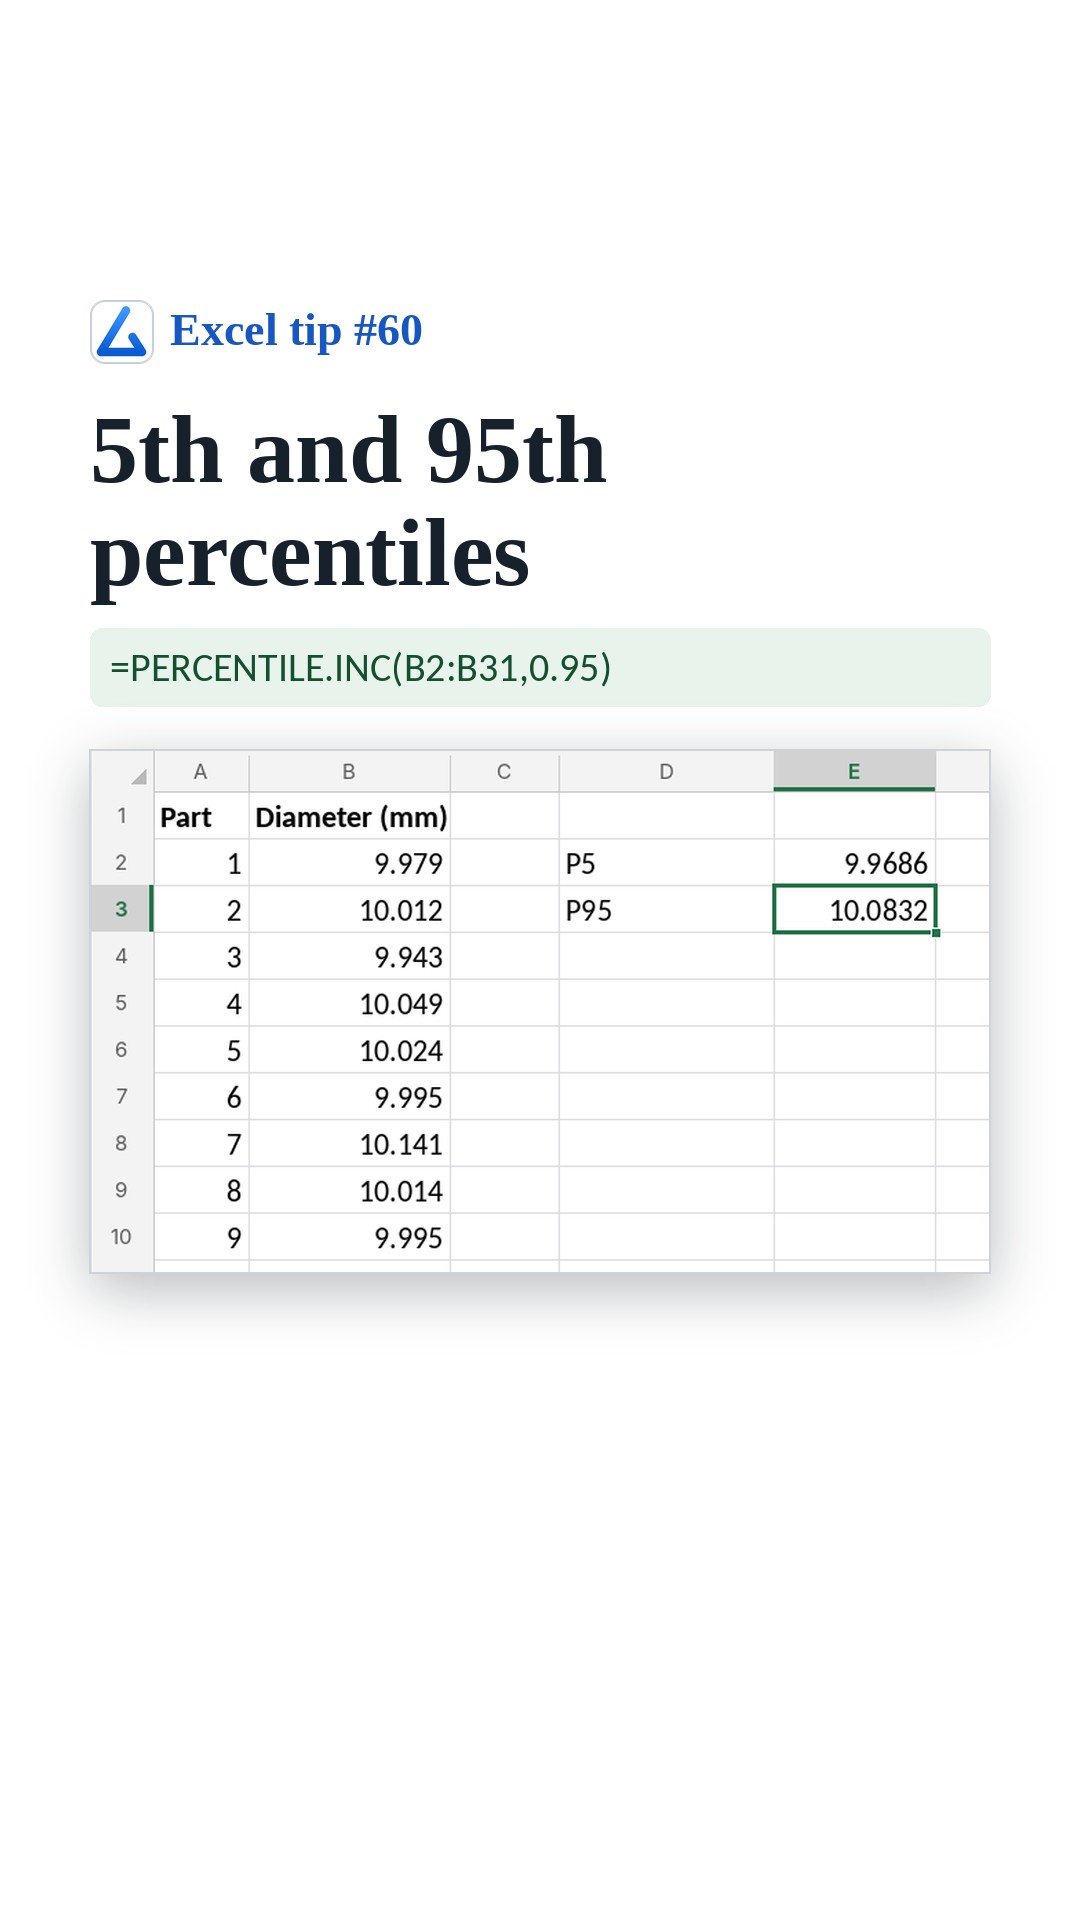 Excel tip #60
5th and 95th
percentiles
=PERCENTILE.INC(B2:B31,0.95)
A B C D E
1 Part Diameter (mm)
2 1 9.979 P5 9.9686
3 2 10.012 P95 10.0832
4 3 9.943
5 4 10.049
6 5 10.024
7 6 9.995
8 7 10.141
9 8 10.014
10 9 9.995